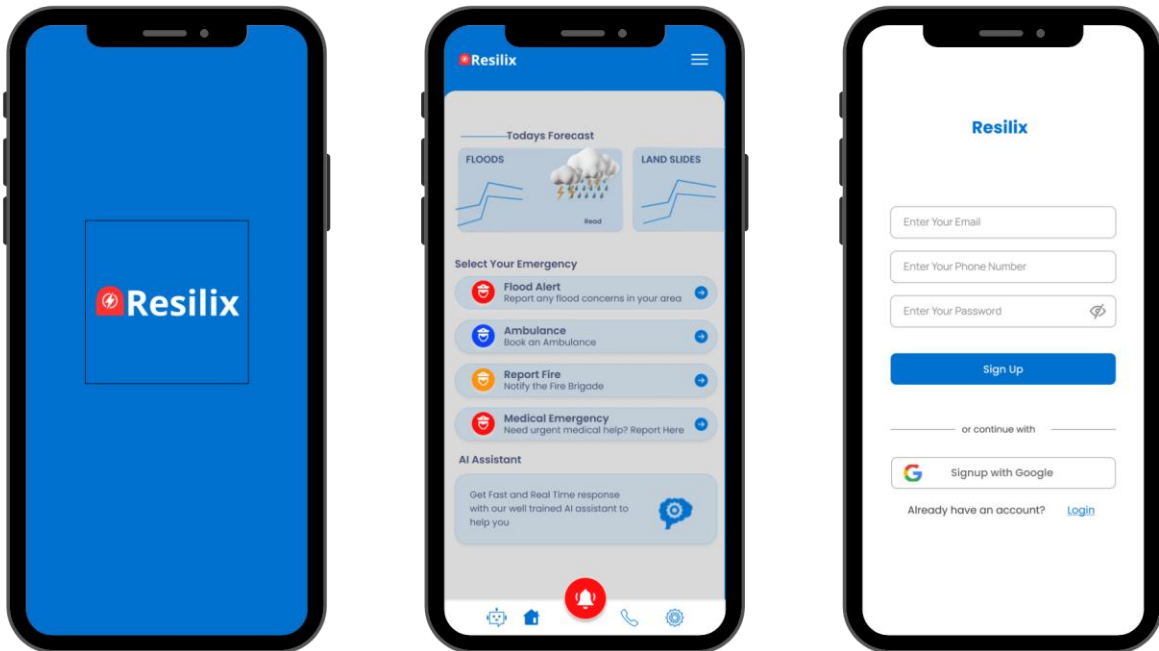 Resilix
Resilix
Todays Forecast
FLOODS
Read
LAND SLIDES
Select Your Emergency
Flood Alert
Report any flood concerns in your area
Ambulance
Book an Ambulance
Report Fire
Notify the Fire Brigade
Medical Emergency
Need urgent medical help? Report Here
AI Assistant
Get Fast and Real Time response
with our well trained AI assistant to
help you
Resilix
Enter Your Email
Enter Your Phone Number
Enter Your Password
Sign Up
or continue with
Signup with Google
Already have an account? Login